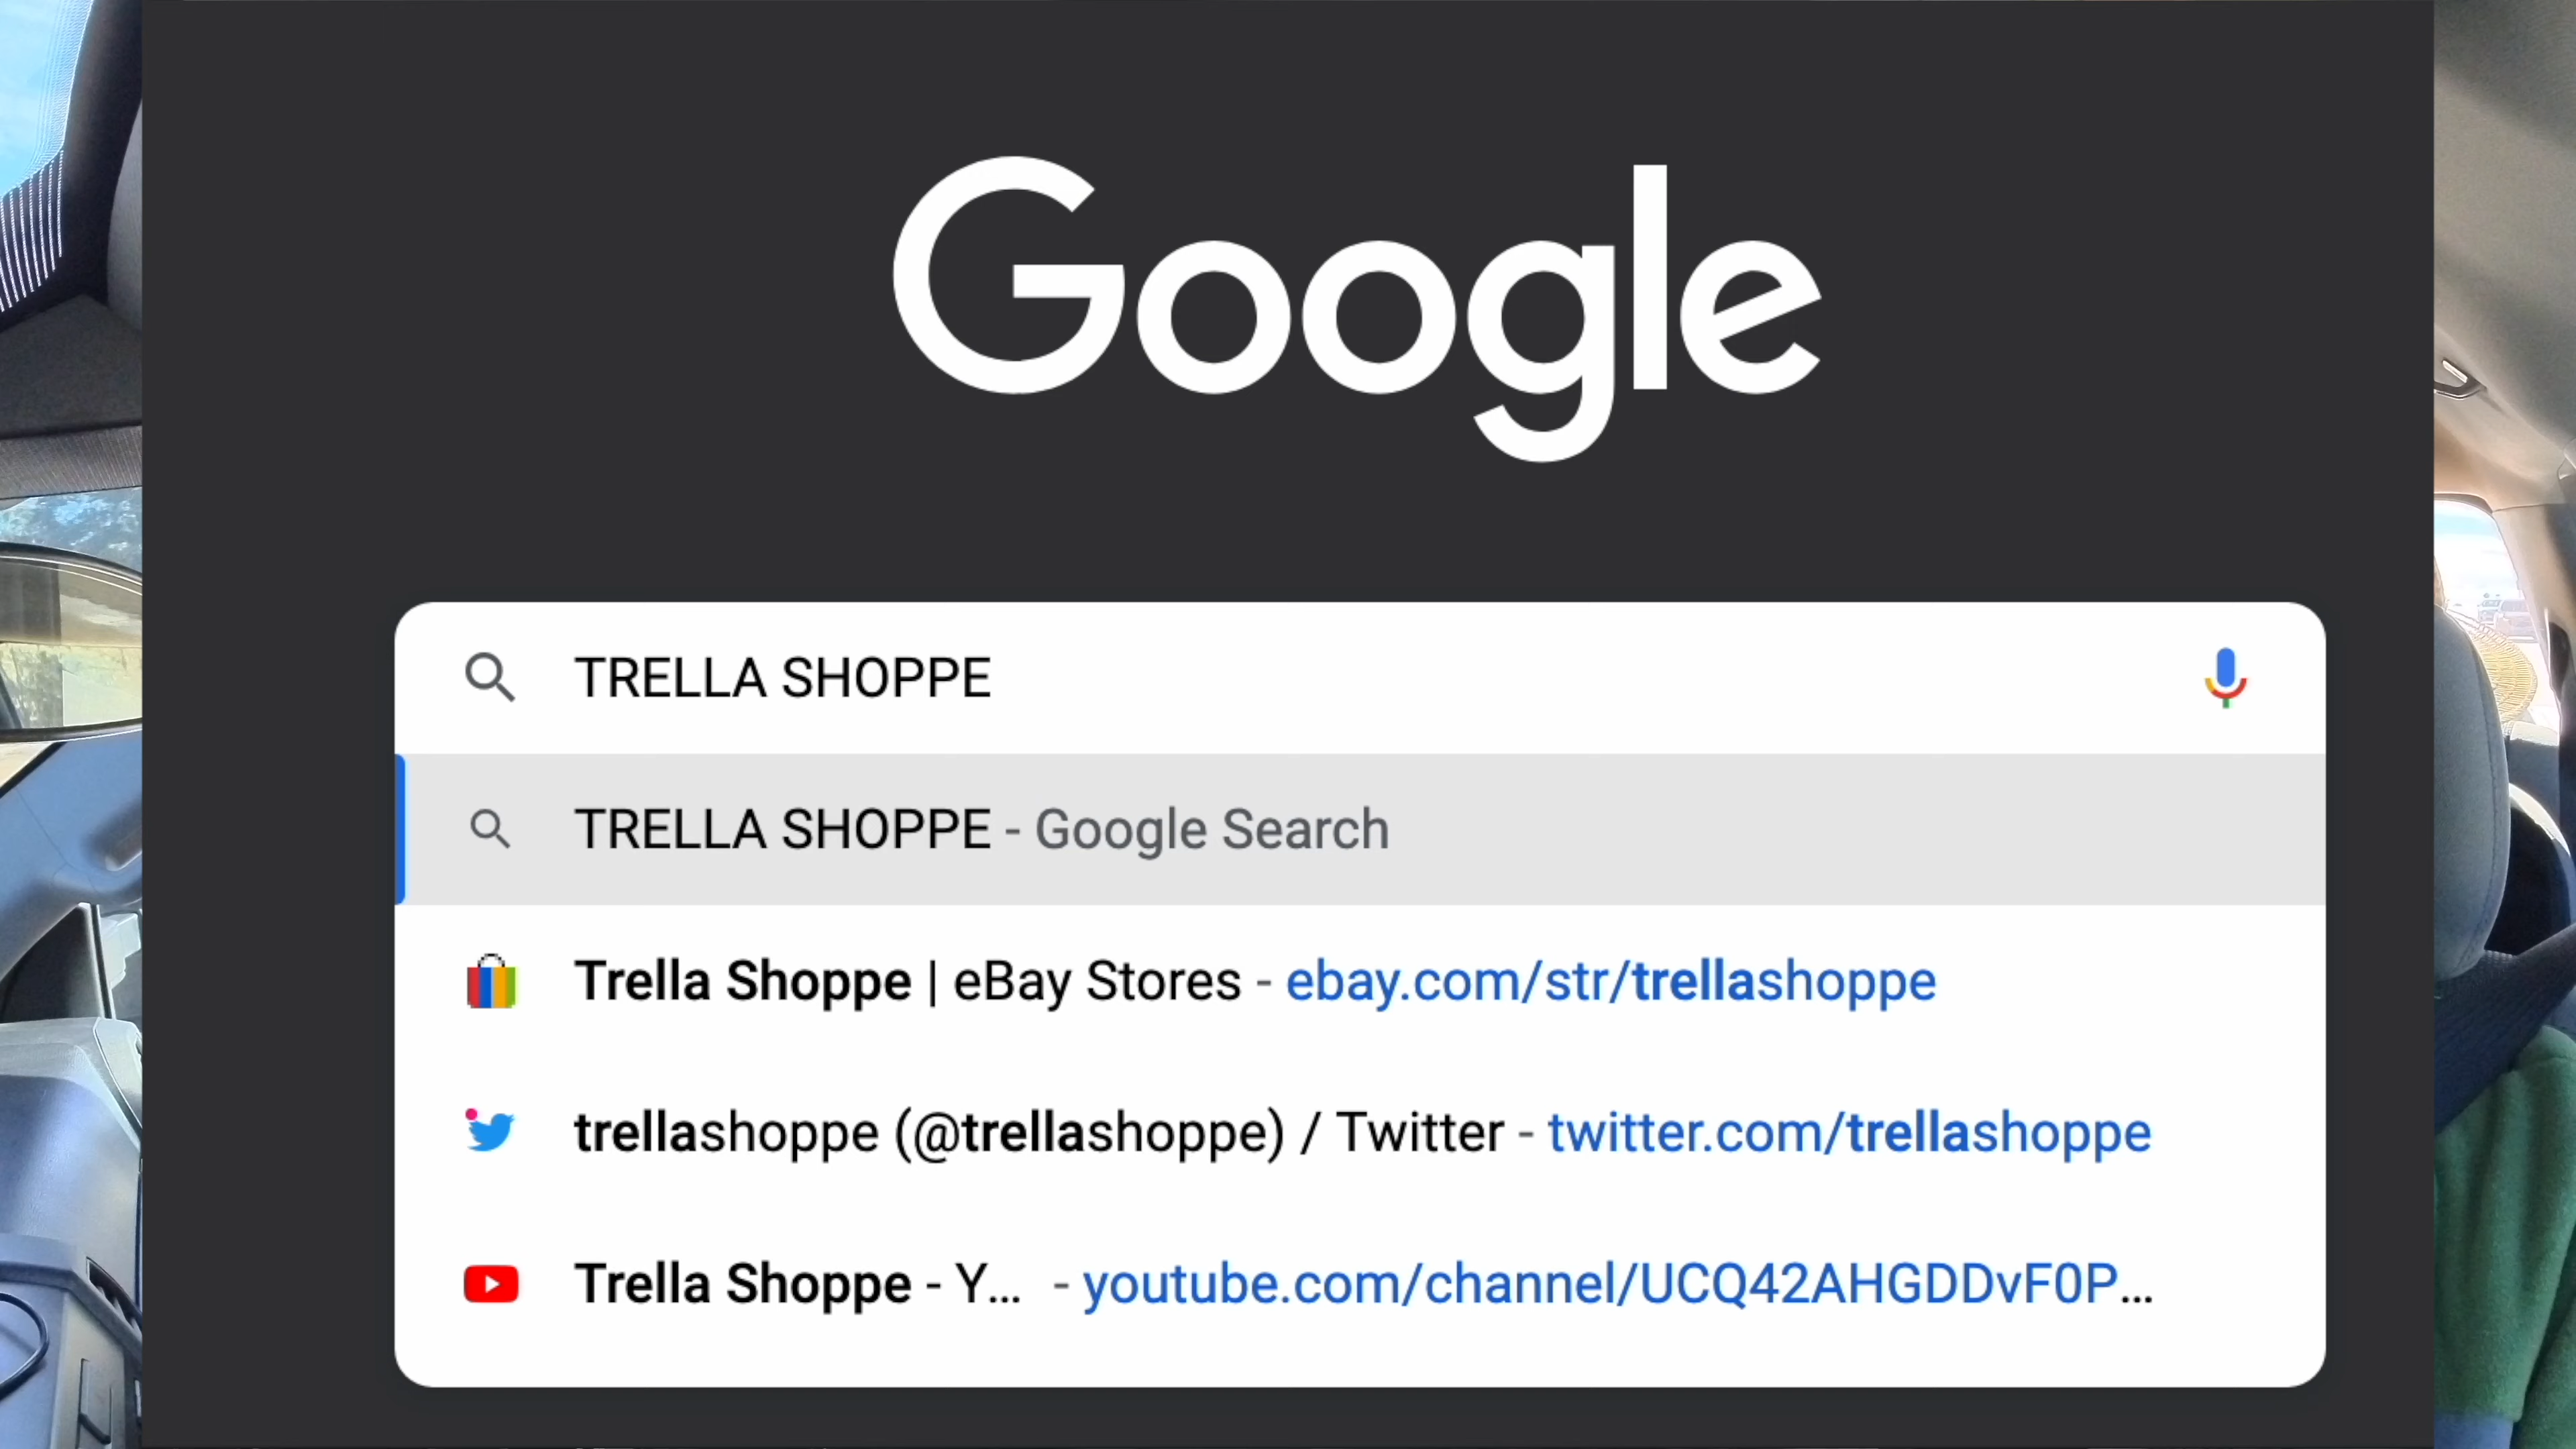 Google
TRELLA SHOPPE
TRELLA SHOPPE - Google Search
Trella Shoppe | eBay Stores - ebay.com/str/trellashoppe
trellashoppe (@trellashoppe) / Twitter - twitter.com/trellashoppe
Trella Shoppe - Y... - youtube.com/channel/UCQ42AHGDDvF0P...